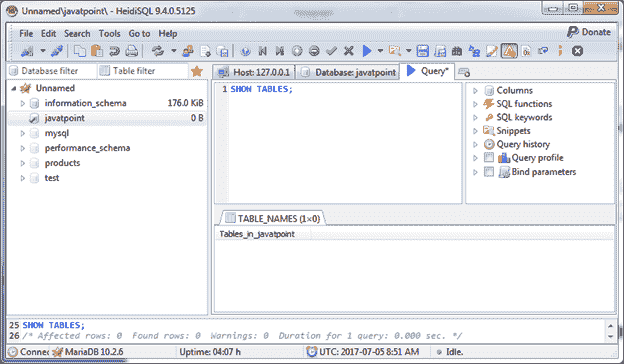 Unnamed\javatpoint\ - HeidiSQL 9.4.0.5125
File Edit Search Tools Go to Help
Donate
Database filter Table filter
Host: 127.0.0.1 Database: javatpoint Query*
Unnamed
information_schema 176.0 KiB
javatpoint 0 B
mysql
performance_schema
products
test
1 SHOW TABLES;
Columns
SQL functions
SQL keywords
Snippets
Query history
Query profile
Bind parameters
TABLE_NAMES (1×0)
Tables_in_javatpoint
25 SHOW TABLES;
26 /* Affected rows: 0 Found rows: 0 Warnings: 0 Duration for 1 query: 0.000 sec. */
Connec MariaDB 10.2.6 Uptime: 04:07 h UTC: 2017-07-05 8:51 AM Idle.